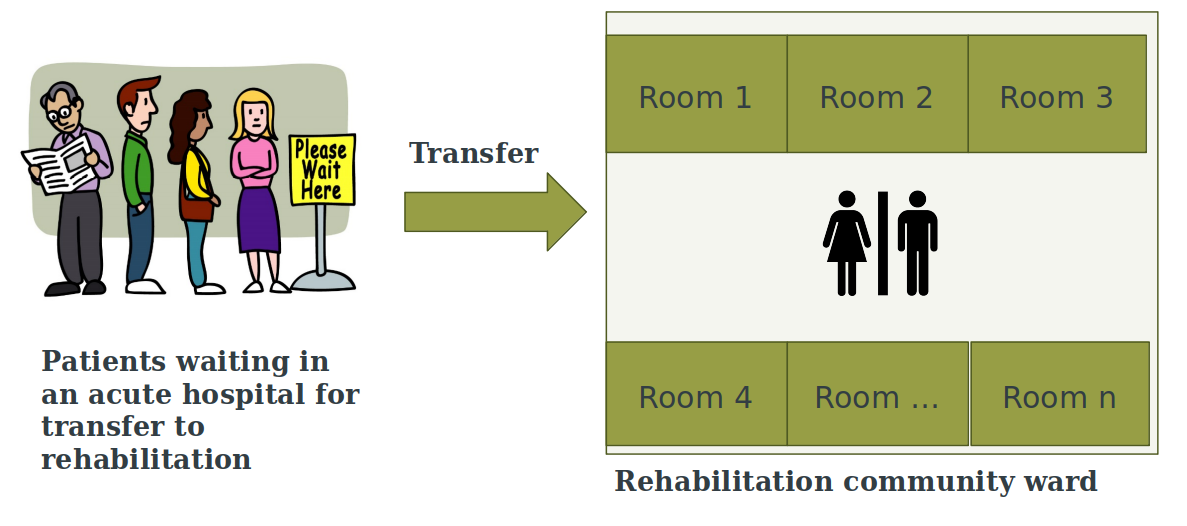 Please
Wait
Here
Transfer
Patients waiting in
an acute hospital for
transfer to
rehabilitation
Room 1
Room 2
Room 3
Room 4
Room ...
Room n
Rehabilitation community ward